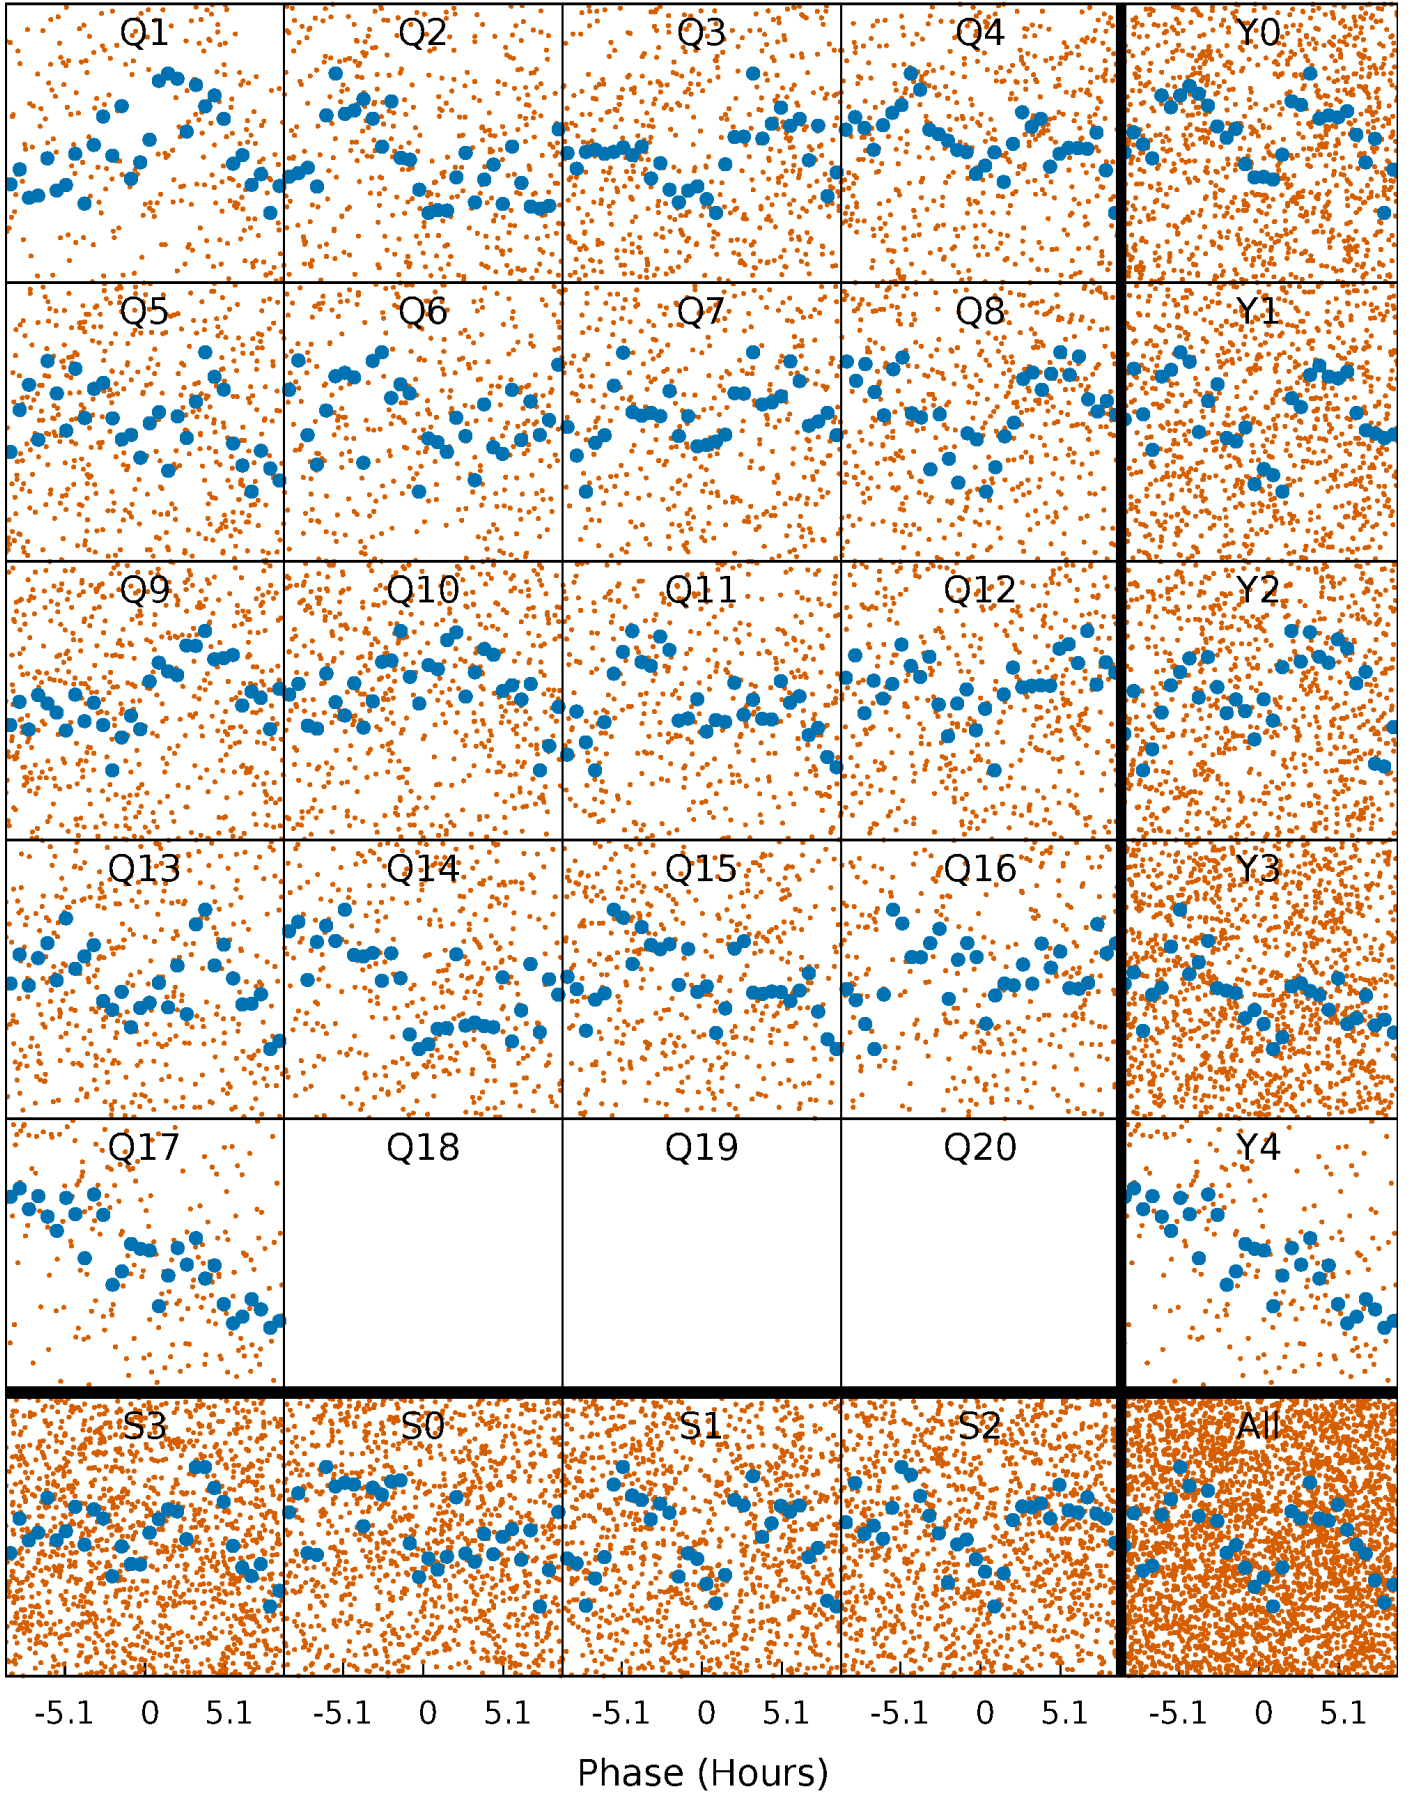 Q1 Q2 Q3 Q4 Y0
Q5 Q6 Q7 Q8 Y1
Q9 Q10 Q11 Q12 Y2
Q13 Q14 Q15 Q16 Y3
Q17 Q18 Q19 Q20 Y4
S3 S0 S1 S2 All
-5.1 0 5.1 -5.1 0 5.1 -5.1 0 5.1 -5.1 0 5.1 -5.1 0 5.1
Phase (Hours)